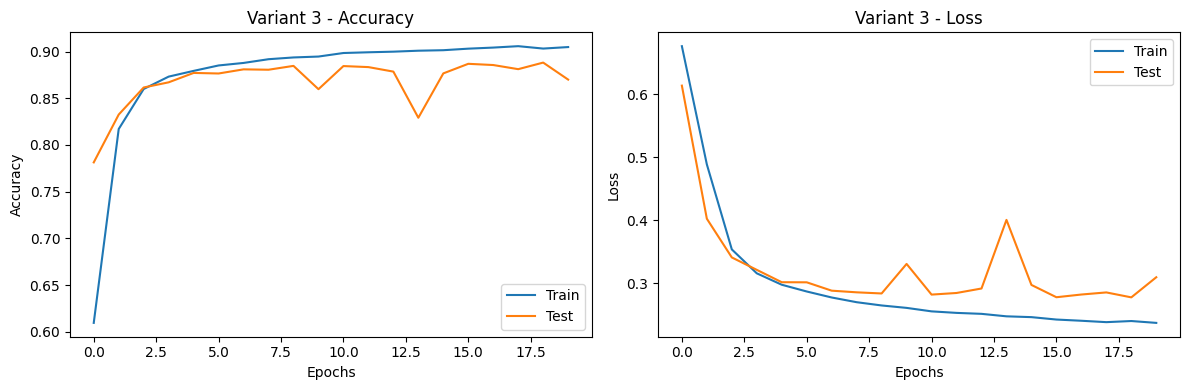 Variant 3 - Accuracy
Accuracy
0.90
0.85
0.80
0.75
0.70
0.65
0.60
0.0 2.5 5.0 7.5 10.0 12.5 15.0 17.5
Epochs
Train
Test
Variant 3 - Loss
Loss
0.6
0.5
0.4
0.3
0.0 2.5 5.0 7.5 10.0 12.5 15.0 17.5
Epochs
Train
Test